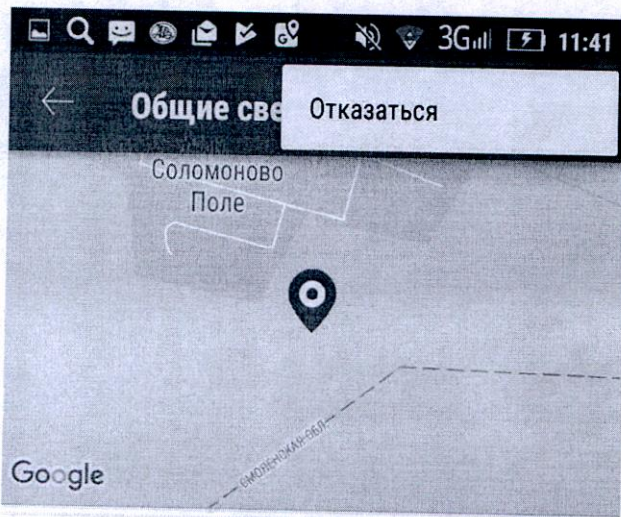 3G 11:41
Общие све
Отказаться
Соломоново
Поле
СМОЛЕНСКАЯ ОБЛ.
Google